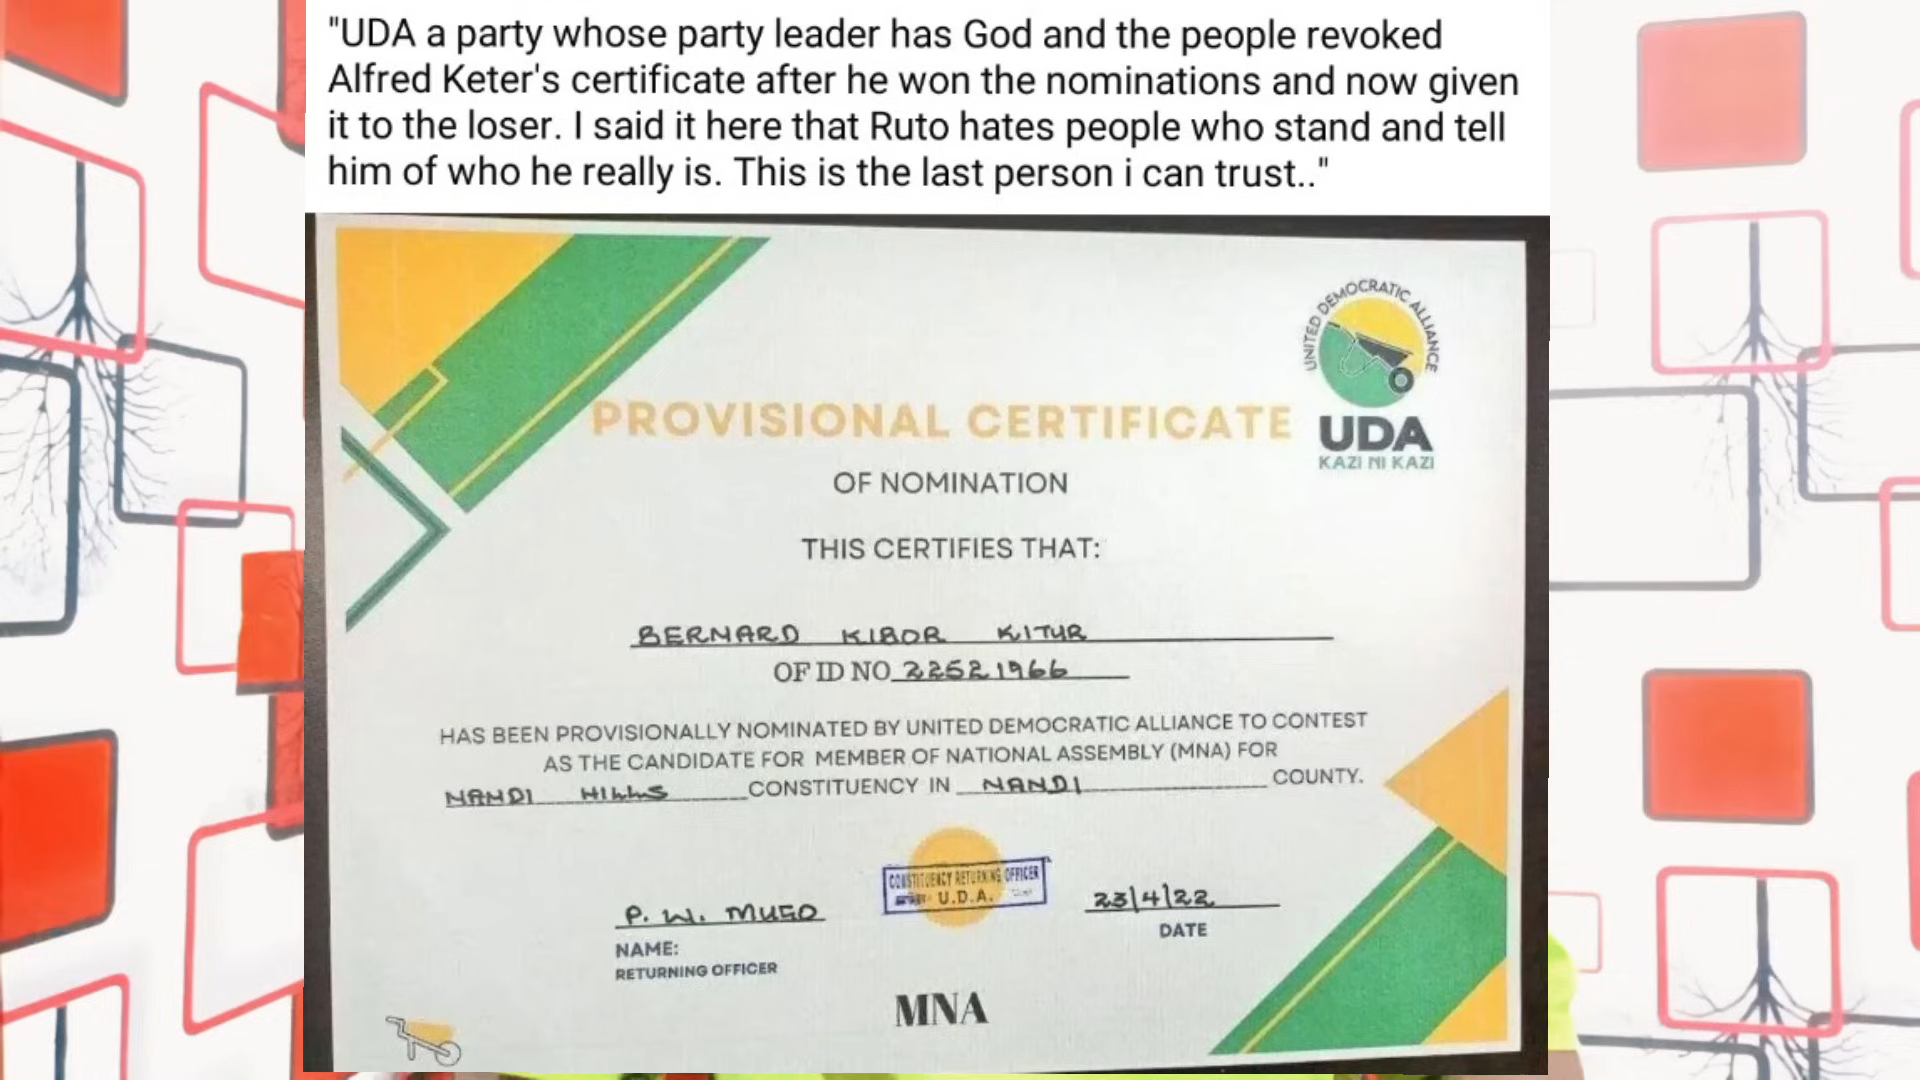 "UDA a party whose party leader has God and the people revoked
Alfred Keter's certificate after he won the nominations and now given
it to the loser. I said it here that Ruto hates people who stand and tell
him of who he really is. This is the last person i can trust.."
UNITED DEMOCRATIC ALLIANCE
UDA
KAZI NI KAZI
PROVISIONAL CERTIFICATE
OF NOMINATION
THIS CERTIFIES THAT:
BERNARD KIBOR KITUR
OF ID NO 22521966
HAS BEEN PROVISIONALLY NOMINATED BY UNITED DEMOCRATIC ALLIANCE TO CONTEST
AS THE CANDIDATE FOR MEMBER OF NATIONAL ASSEMBLY (MNA) FOR
NANDI HILLS CONSTITUENCY IN NANDI COUNTY.
CONSTITUENCY RETURNING OFFICER
U.D.A.
P. W. MUGO
23/4/22
NAME:
DATE
RETURNING OFFICER
MNA